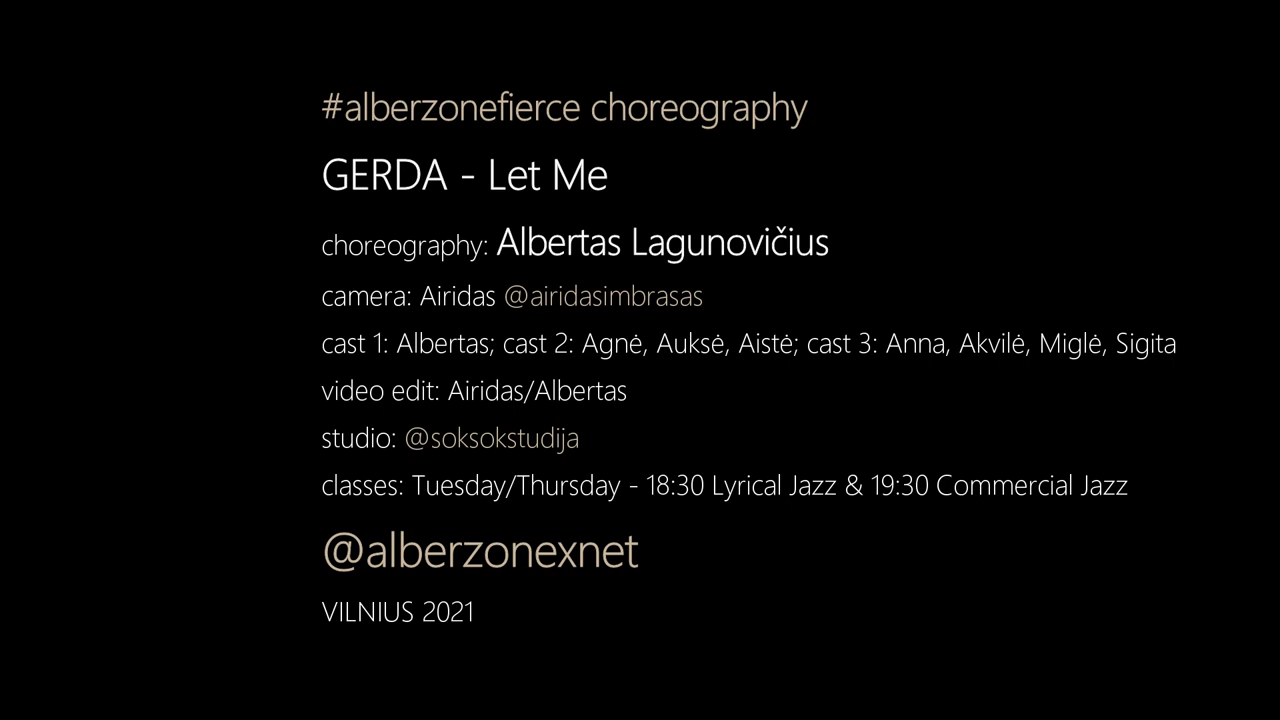 #alberzonefierce choreography
GERDA - Let Me
choreography: Albertas Lagunovičius
camera: Airidas @airidasimbrasas
cast 1: Albertas; cast 2: Agnė, Auksė, Aistė; cast 3: Anna, Akvilė, Miglė, Sigita
video edit: Airidas/Albertas
studio: @soksokstudija
classes: Tuesday/Thursday - 18:30 Lyrical Jazz & 19:30 Commercial Jazz
@alberzonexnet
VILNIUS 2021